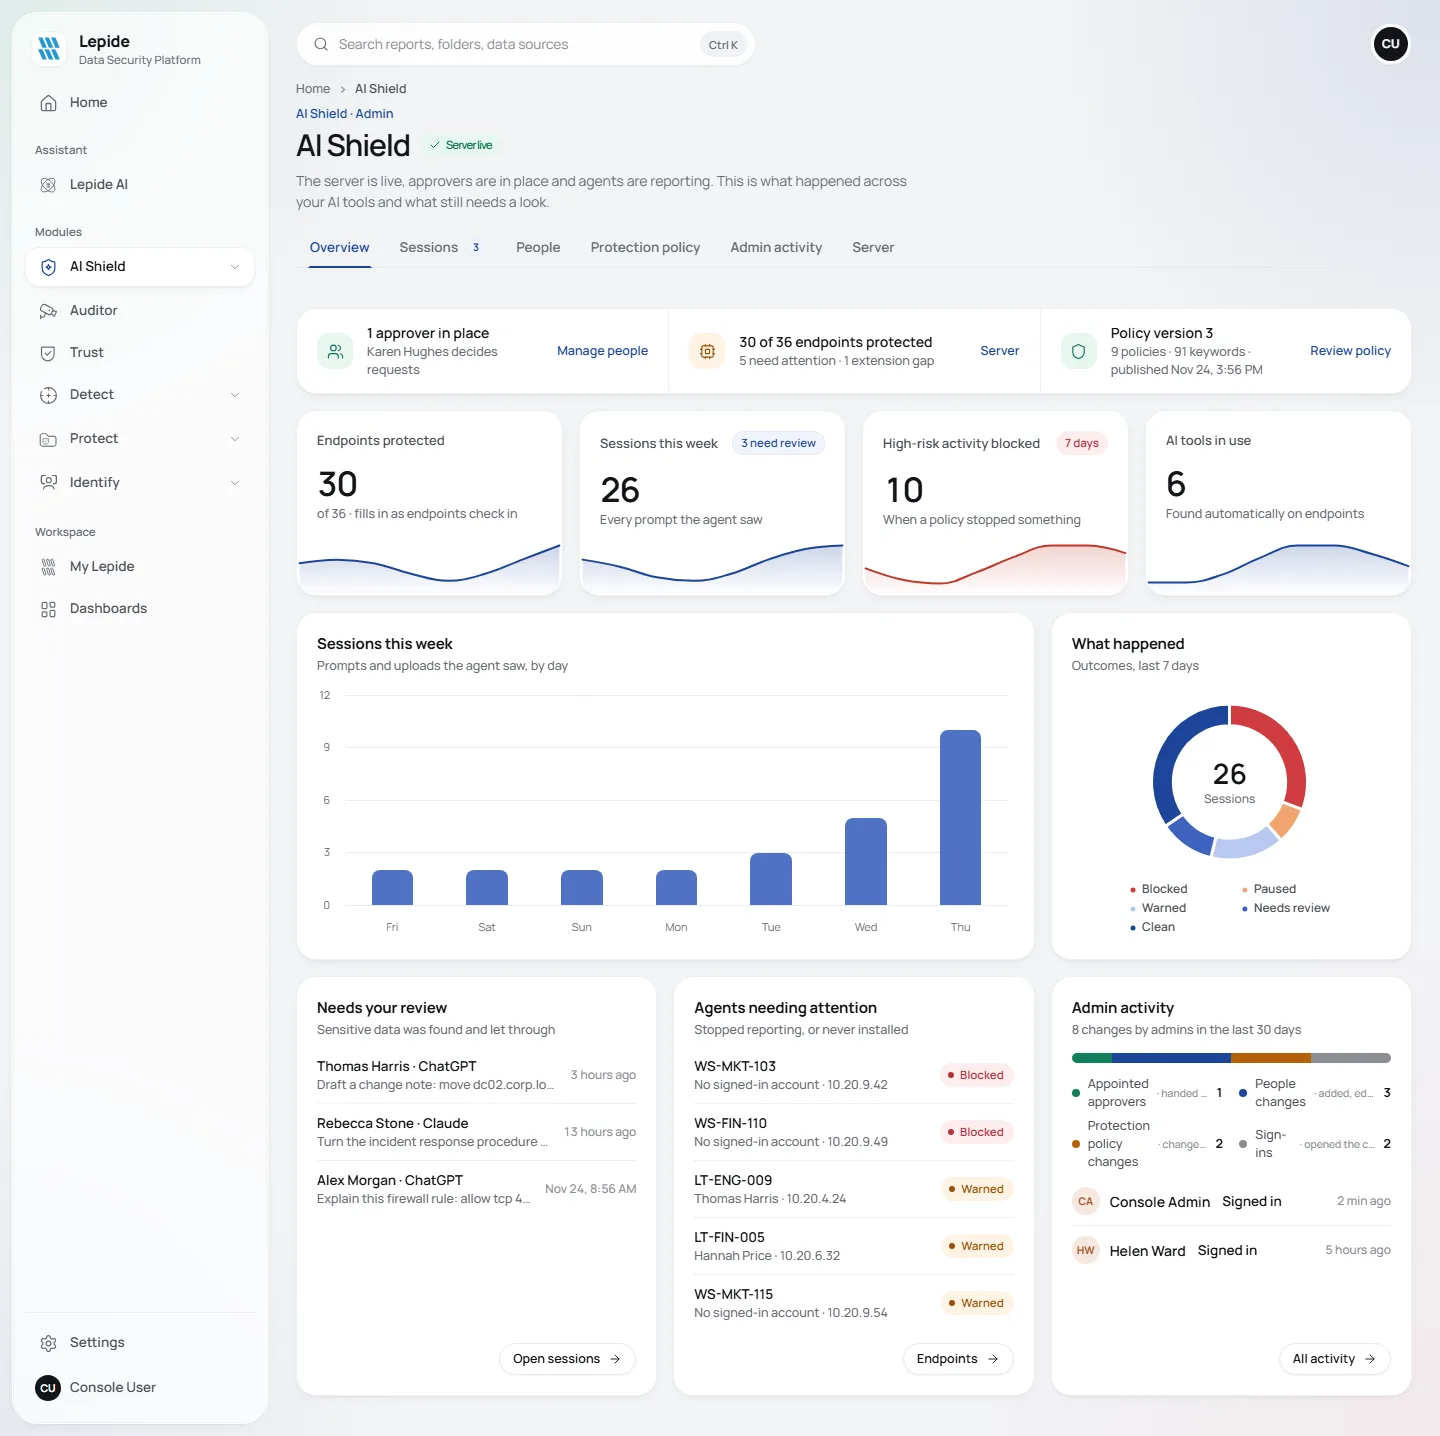 Lepide
Data Security Platform
Home
Assistant
Lepide AI
Modules
AI Shield
Auditor
Trust
Detect
Protect
Identify
Workspace
My Lepide
Dashboards
Settings
CU Console User
Search reports, folders, data sources Ctrl K
CU
Home > AI Shield
AI Shield · Admin
AI Shield Server live
The server is live, approvers are in place and agents are reporting. This is what happened across
your AI tools and what still needs a look.
Overview Sessions 3 People Protection policy Admin activity Server
1 approver in place
Karen Hughes decides
requests
Manage people
30 of 36 endpoints protected
5 need attention · 1 extension gap
Server
Policy version 3
9 policies · 91 keywords ·
published Nov 24, 3:56 PM
Review policy
Endpoints protected
30
of 36 · fills in as endpoints check in
Sessions this week 3 need review
26
Every prompt the agent saw
High-risk activity blocked 7 days
10
When a policy stopped something
AI tools in use
6
Found automatically on endpoints
Sessions this week
Prompts and uploads the agent saw, by day
12
9
6
3
0
Fri Sat Sun Mon Tue Wed Thu
What happened
Outcomes, last 7 days
26
Sessions
Blocked Paused
Warned Needs review
Clean
Needs your review
Sensitive data was found and let through
Thomas Harris · ChatGPT
Draft a change note: move dc02.corp.lo...
3 hours ago
Rebecca Stone · Claude
Turn the incident response procedure ...
13 hours ago
Alex Morgan · ChatGPT
Explain this firewall rule: allow tcp 4...
Nov 24, 8:56 AM
Open sessions
Agents needing attention
Stopped reporting, or never installed
WS-MKT-103
No signed-in account · 10.20.9.42
Blocked
WS-FIN-110
No signed-in account · 10.20.9.49
Blocked
LT-ENG-009
Thomas Harris · 10.20.4.24
Warned
LT-FIN-005
Hannah Price · 10.20.6.32
Warned
WS-MKT-115
No signed-in account · 10.20.9.54
Warned
Endpoints
Admin activity
8 changes by admins in the last 30 days
Appointed
approvers
· handed ... 1
People
changes
· added, ed... 3
Protection
policy
changes
· change... 2
Sign-
ins
· opened the c... 2
CA Console Admin Signed in 2 min ago
HW Helen Ward Signed in 5 hours ago
All activity